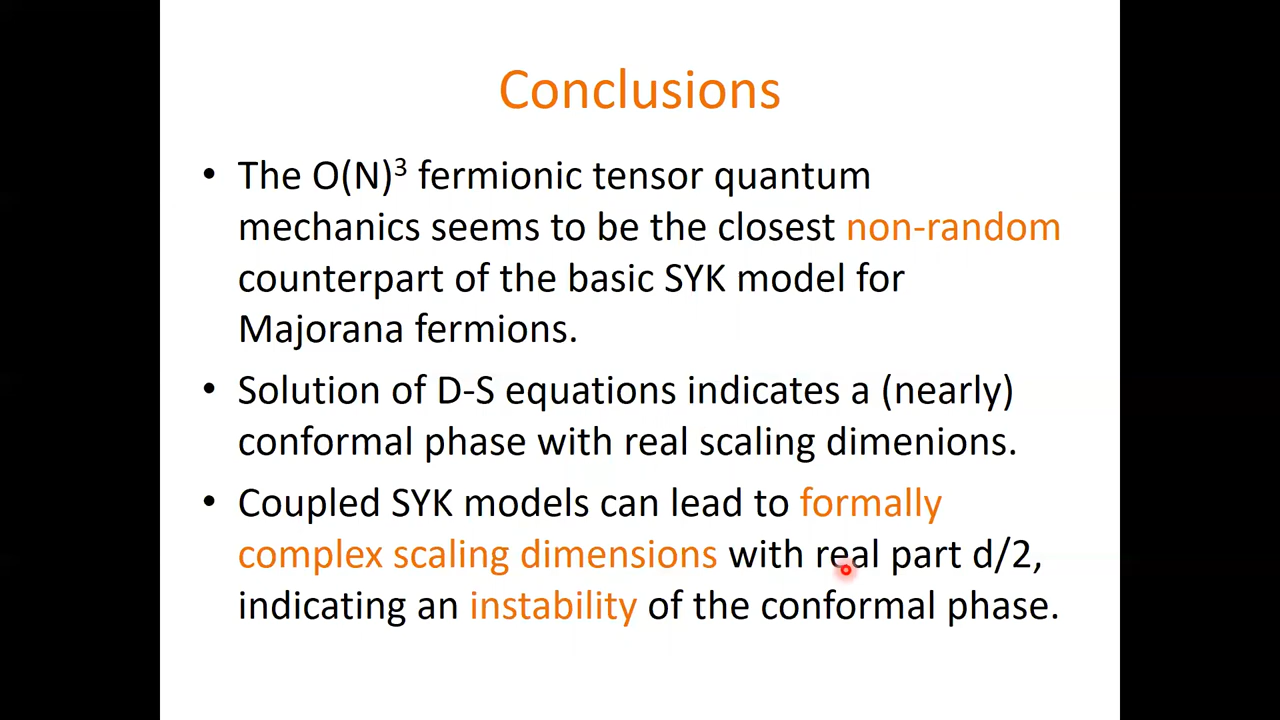 Conclusions
• The O(N)³ fermionic tensor quantum
mechanics seems to be the closest non-random
counterpart of the basic SYK model for
Majorana fermions.
• Solution of D-S equations indicates a (nearly)
conformal phase with real scaling dimenions.
• Coupled SYK models can lead to formally
complex scaling dimensions with real part d/2,
indicating an instability of the conformal phase.